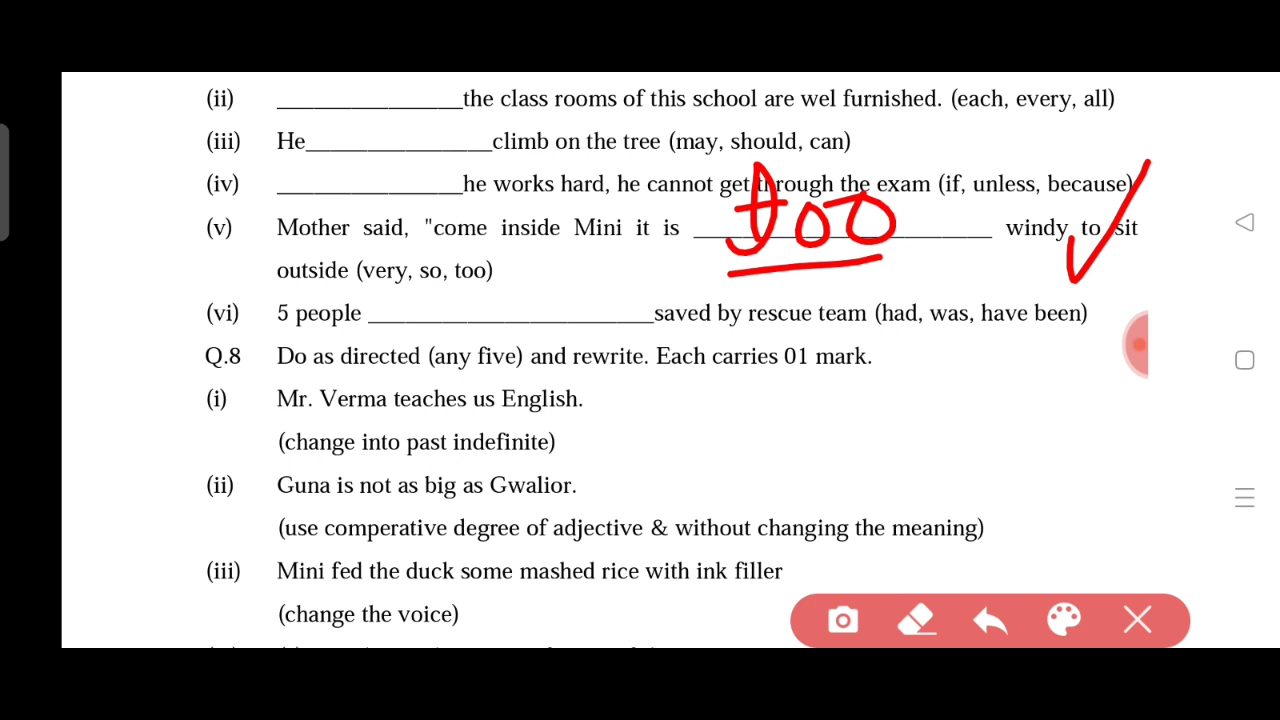 (ii) _______________the class rooms of this school are wel furnished. (each, every, all)
(iii) He_______________climb on the tree (may, should, can)
(iv) _______________he works hard, he cannot get through the exam (if, unless, because)
(v) Mother said, "come inside Mini it is ________________________ windy to sit
too
outside (very, so, too)
(vi) 5 people _______________________saved by rescue team (had, was, have been)
Q.8 Do as directed (any five) and rewrite. Each carries 01 mark.
(i) Mr. Verma teaches us English.
(change into past indefinite)
(ii) Guna is not as big as Gwalior.
(use comperative degree of adjective & without changing the meaning)
(iii) Mini fed the duck some mashed rice with ink filler
(change the voice)